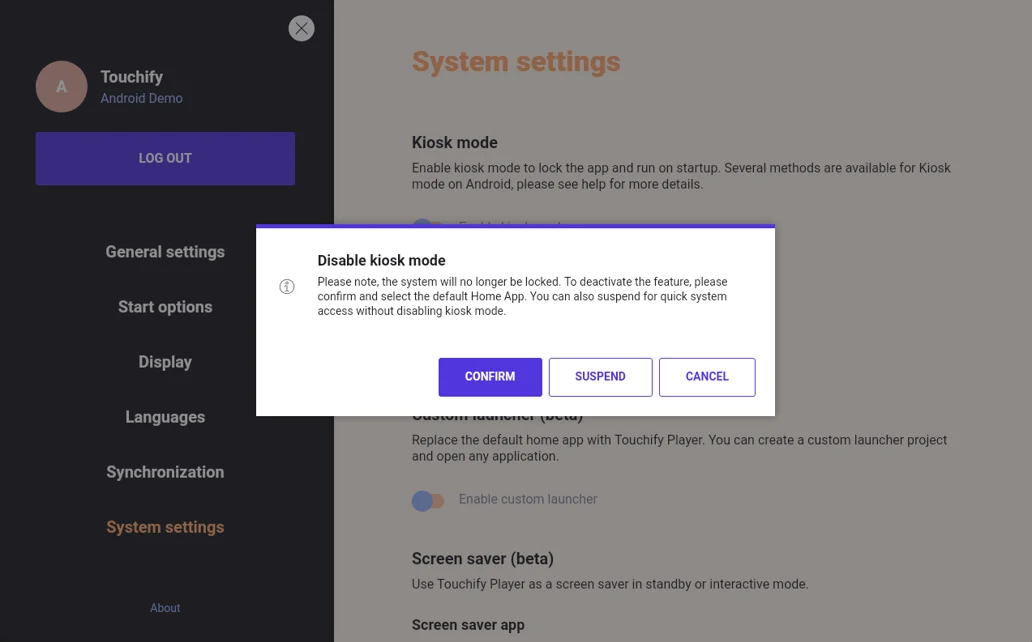 A
Touchify
Android Demo
LOG OUT
General settings
Start options
Display
Languages
Synchronization
System settings
About
System settings
Kiosk mode
Enable kiosk mode to lock the app and run on startup. Several methods are available for Kiosk
mode on Android, please see help for more details.
Disable kiosk mode
Please note, the system will no longer be locked. To deactivate the feature, please
confirm and select the default Home App. You can also suspend for quick system
access without disabling kiosk mode.
CONFIRM
SUSPEND
CANCEL
Custom launcher (beta)
Replace the default home app with Touchify Player. You can create a custom launcher project
and open any application.
Enable custom launcher
Screen saver (beta)
Use Touchify Player as a screen saver in standby or interactive mode.
Screen saver app